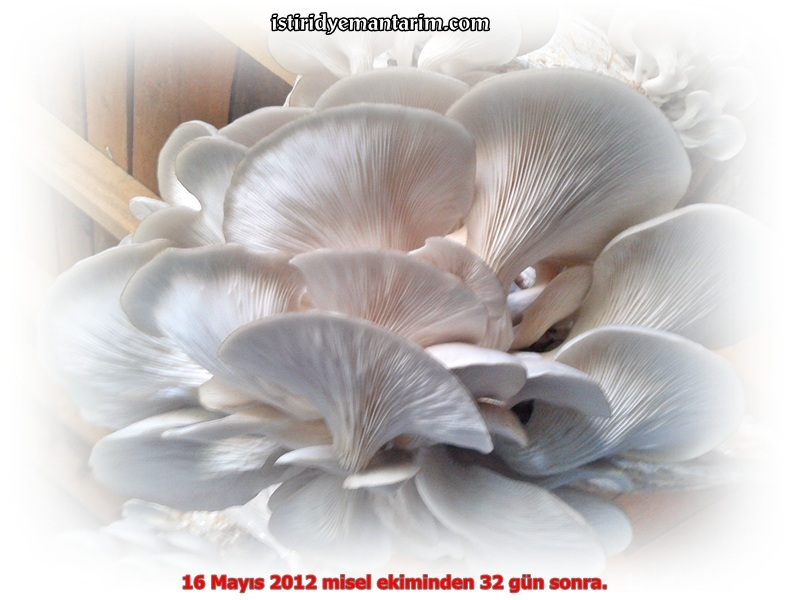 istiridyemantarim.com
16 Mayıs 2012 misel ekiminden 32 gün sonra.